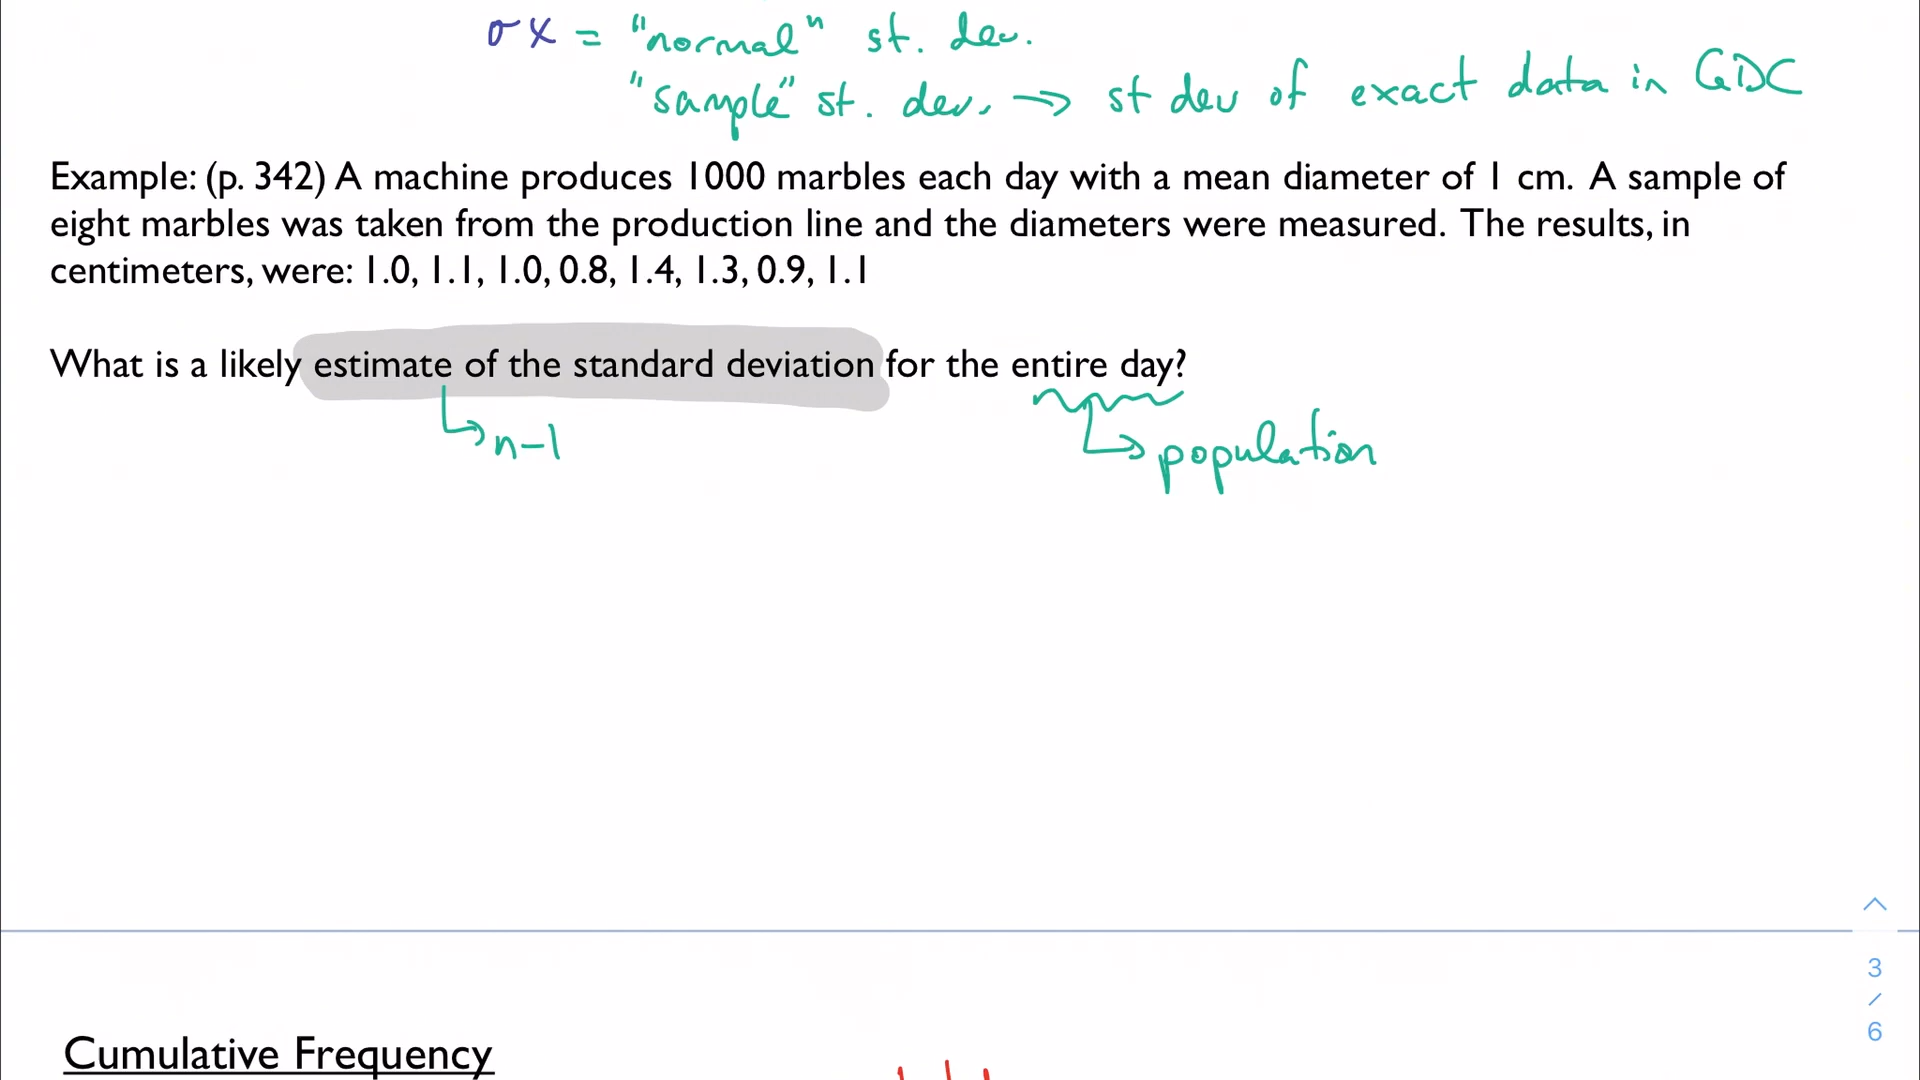 σx = "normal" st. dev.
"sample" st. dev. → st dev of exact data in GDC
Example: (p. 342) A machine produces 1000 marbles each day with a mean diameter of 1 cm. A sample of
eight marbles was taken from the production line and the diameters were measured. The results, in
centimeters, were: 1.0, 1.1, 1.0, 0.8, 1.4, 1.3, 0.9, 1.1
What is a likely estimate of the standard deviation for the entire day?
↳ n-1
↳ population
3
/
6
Cumulative Frequency